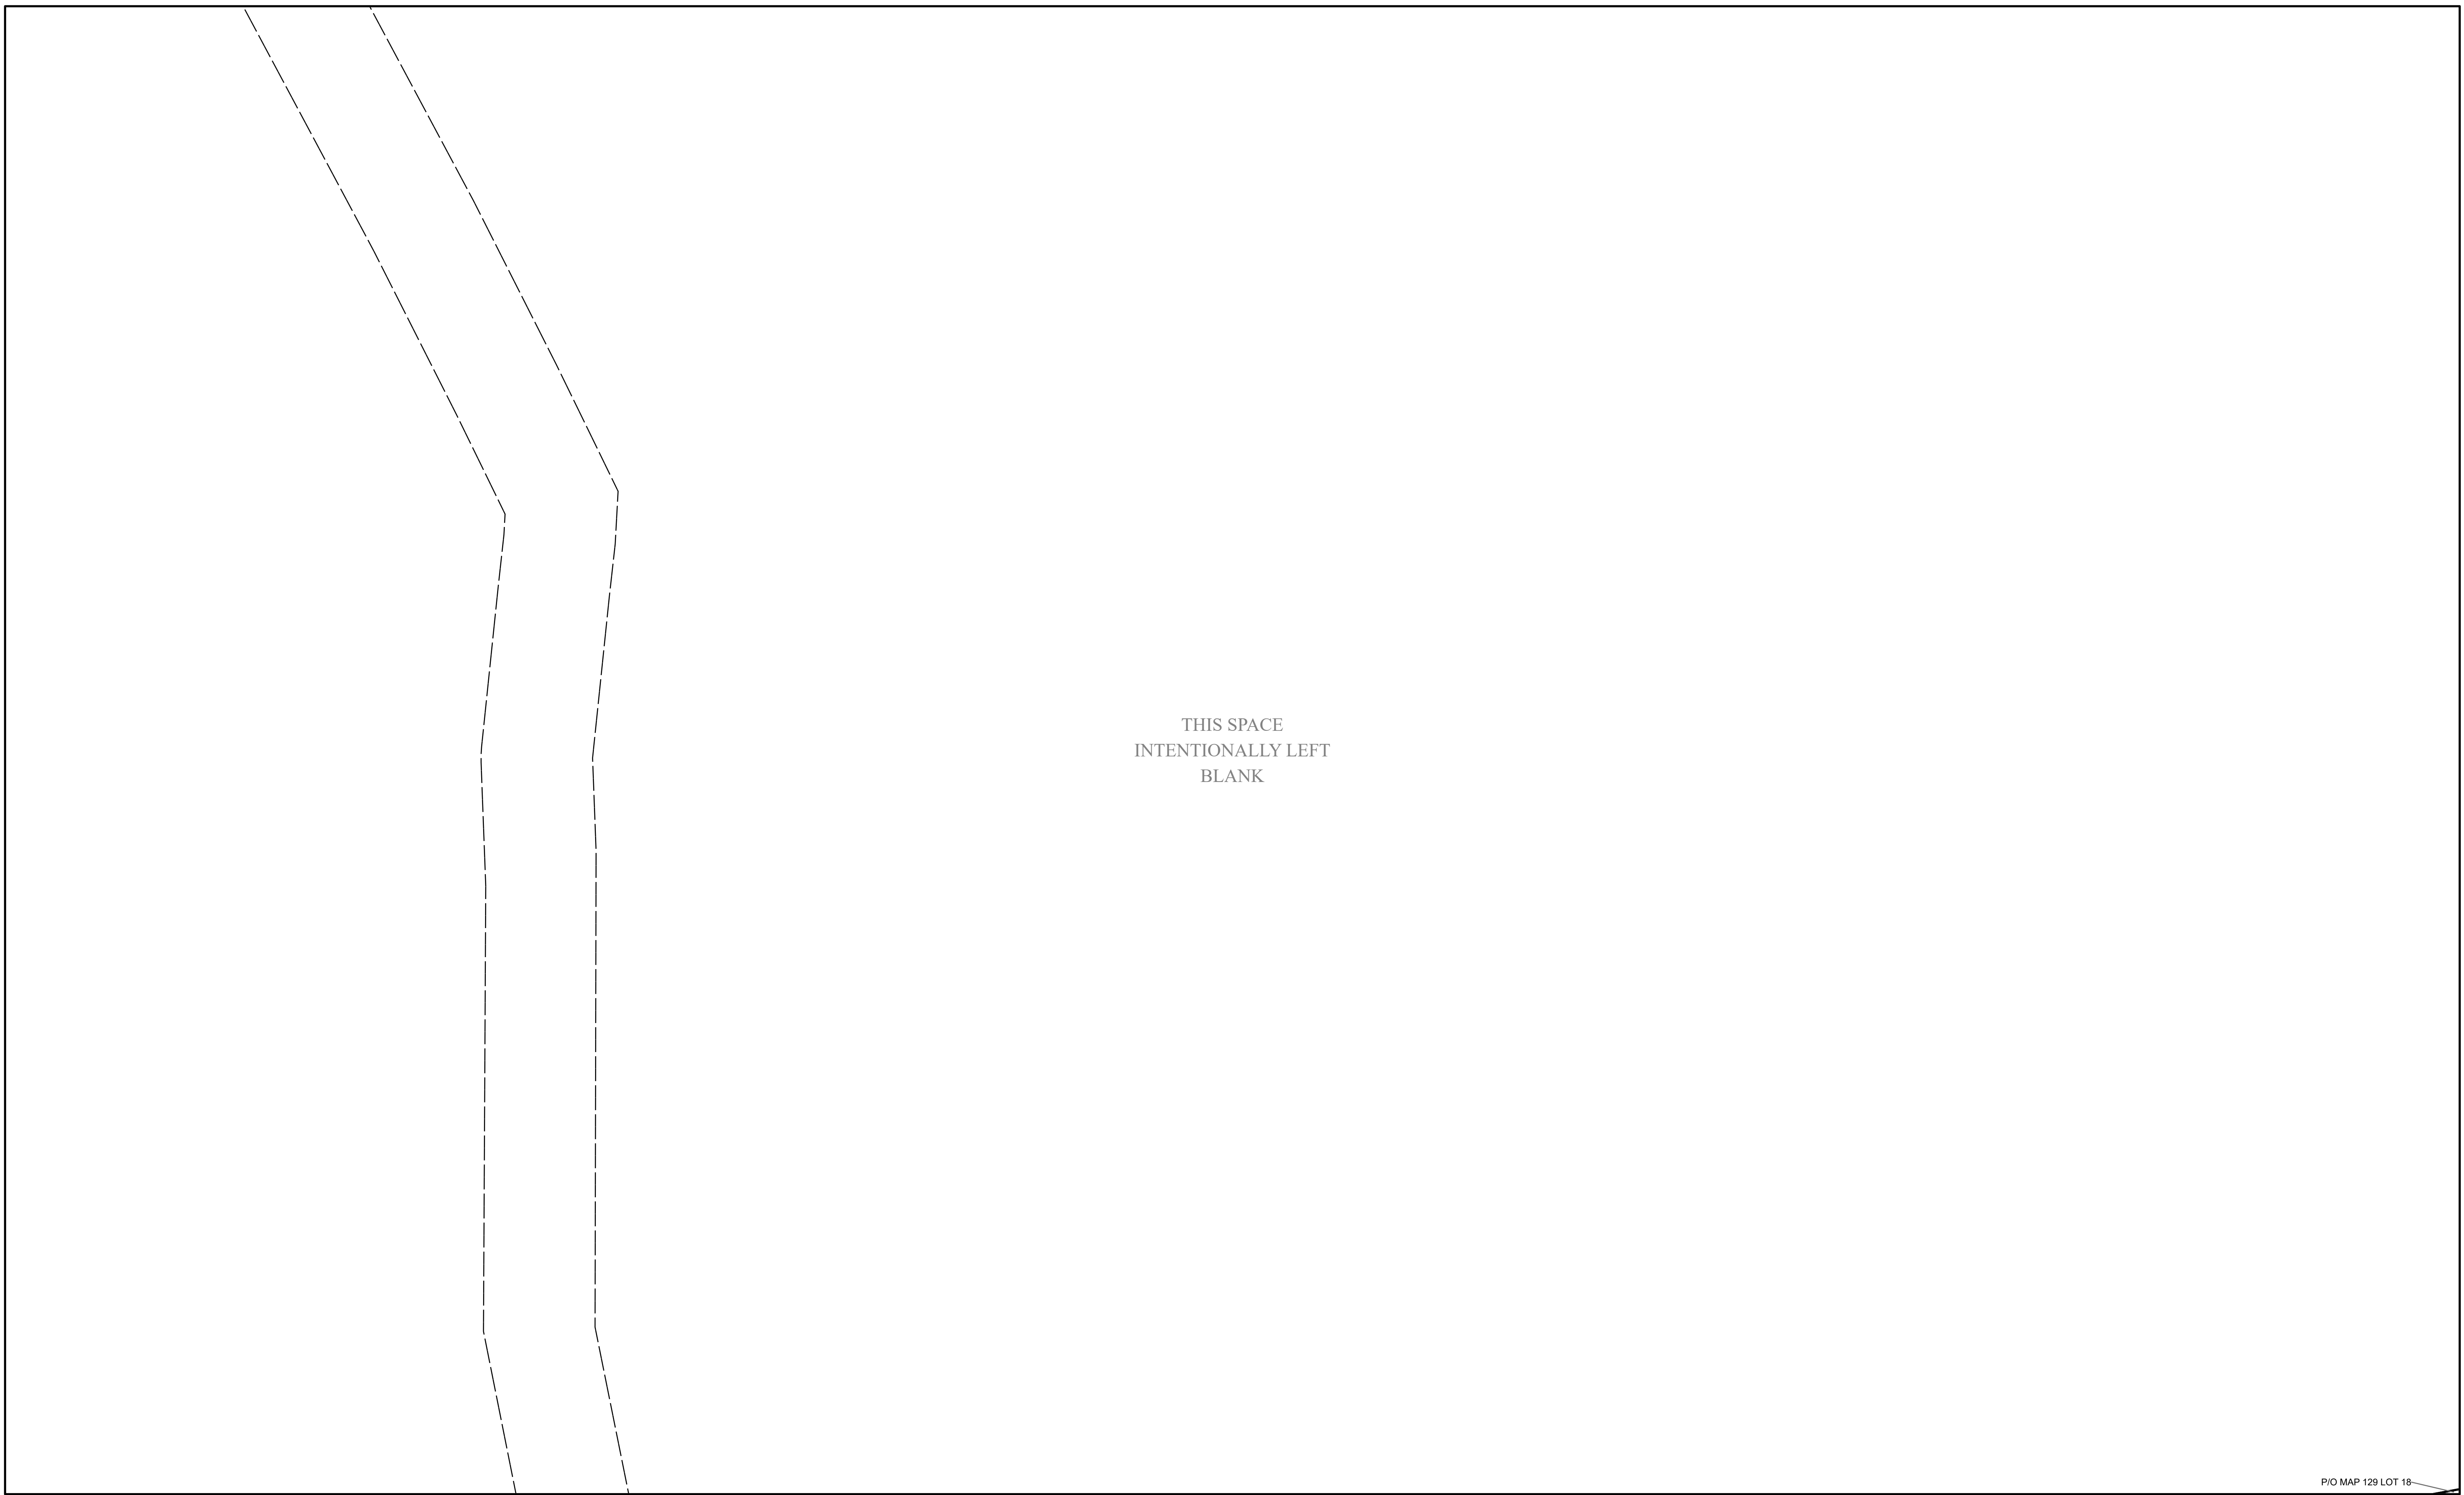 THIS SPACE
INTENTIONALLY LEFT
BLANK
P/O MAP 129 LOT 18